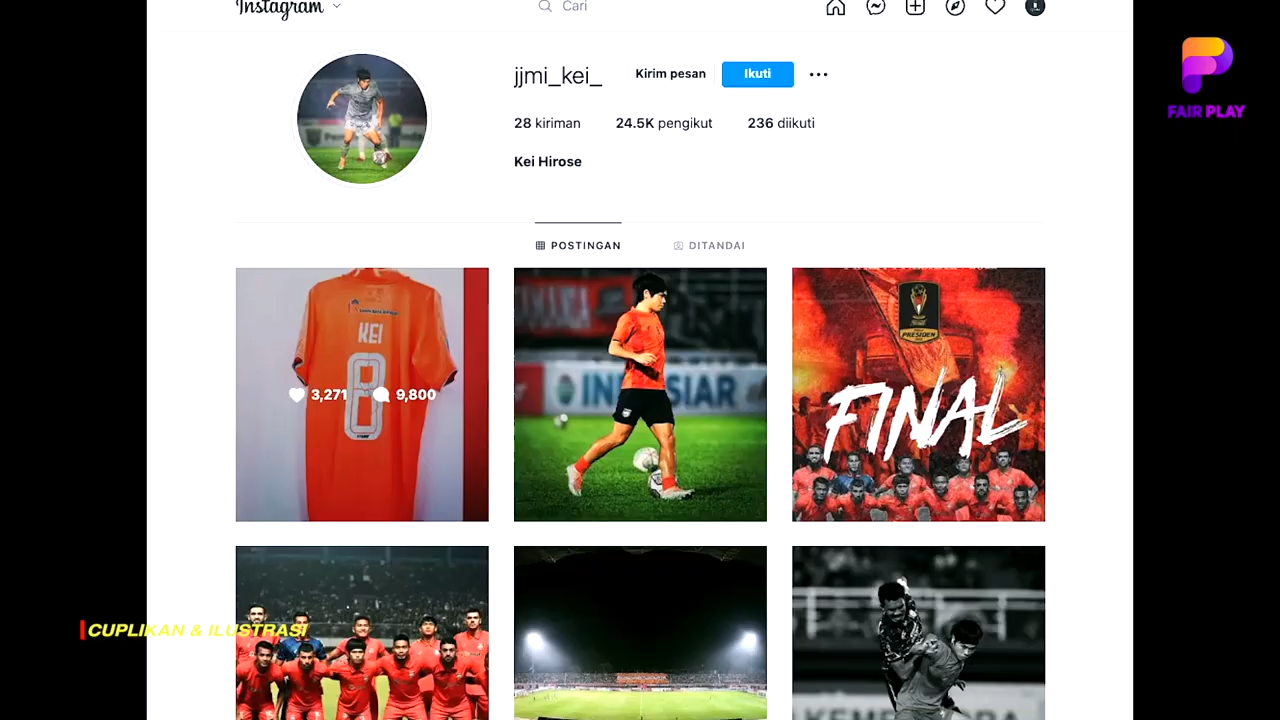 Instagram
Cari
jjmi_kei_
Kirim pesan
Ikuti
28 kiriman
24.5K pengikut
236 diikuti
Kei Hirose
FAIR PLAY
POSTINGAN
DITANDAI
KEI
8
3,271
9,800
INDOSIAR
PRESIDEN
FINAL
CUPLIKAN & ILUSTRASI